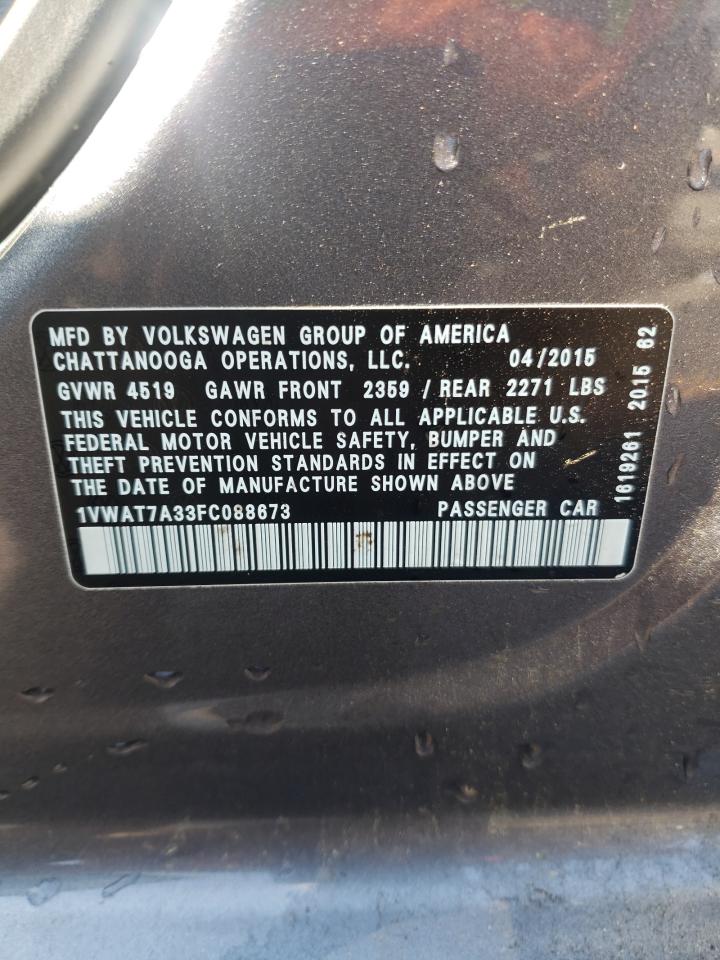 MFD BY VOLKSWAGEN GROUP OF AMERICA
CHATTANOOGA OPERATIONS, LLC. 04/2015
GVWR 4519 GAWR FRONT 2359 / REAR 2271 LBS
THIS VEHICLE CONFORMS TO ALL APPLICABLE U.S.
FEDERAL MOTOR VEHICLE SAFETY, BUMPER AND
THEFT PREVENTION STANDARDS IN EFFECT ON
THE DATE OF MANUFACTURE SHOWN ABOVE
1VWAT7A33FC088673 PASSENGER CAR
1619261 2015 62